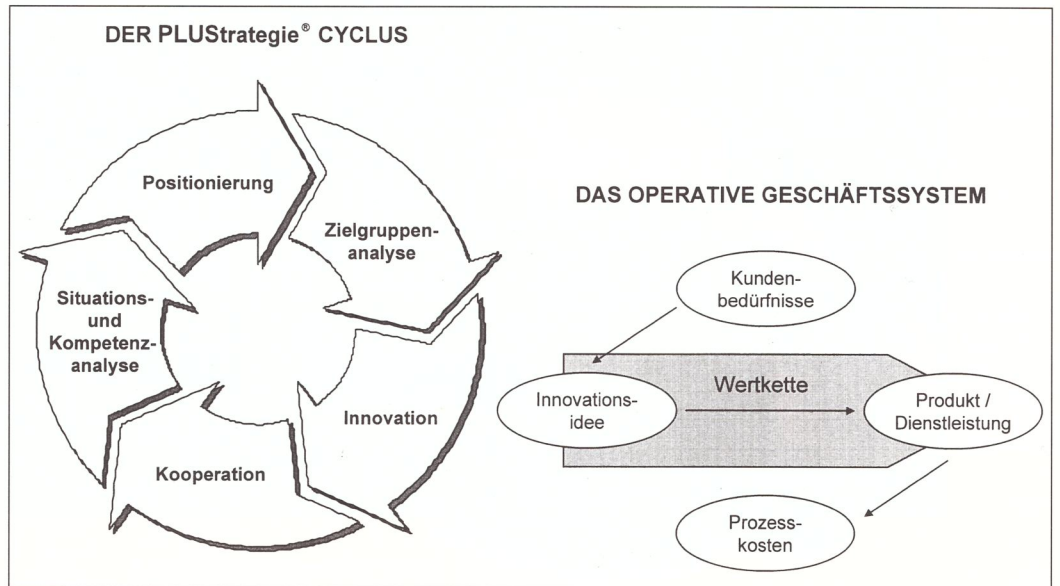 DER PLUStrategie® CYCLUS
Positionierung
Zielgruppen-
analyse
Situations-
und
Kompetenz-
analyse
Innovation
Kooperation
DAS OPERATIVE GESCHÄFTSSYSTEM
Kunden-
bedürfnisse
Wertkette
Innovations-
idee
Produkt /
Dienstleistung
Prozess-
kosten